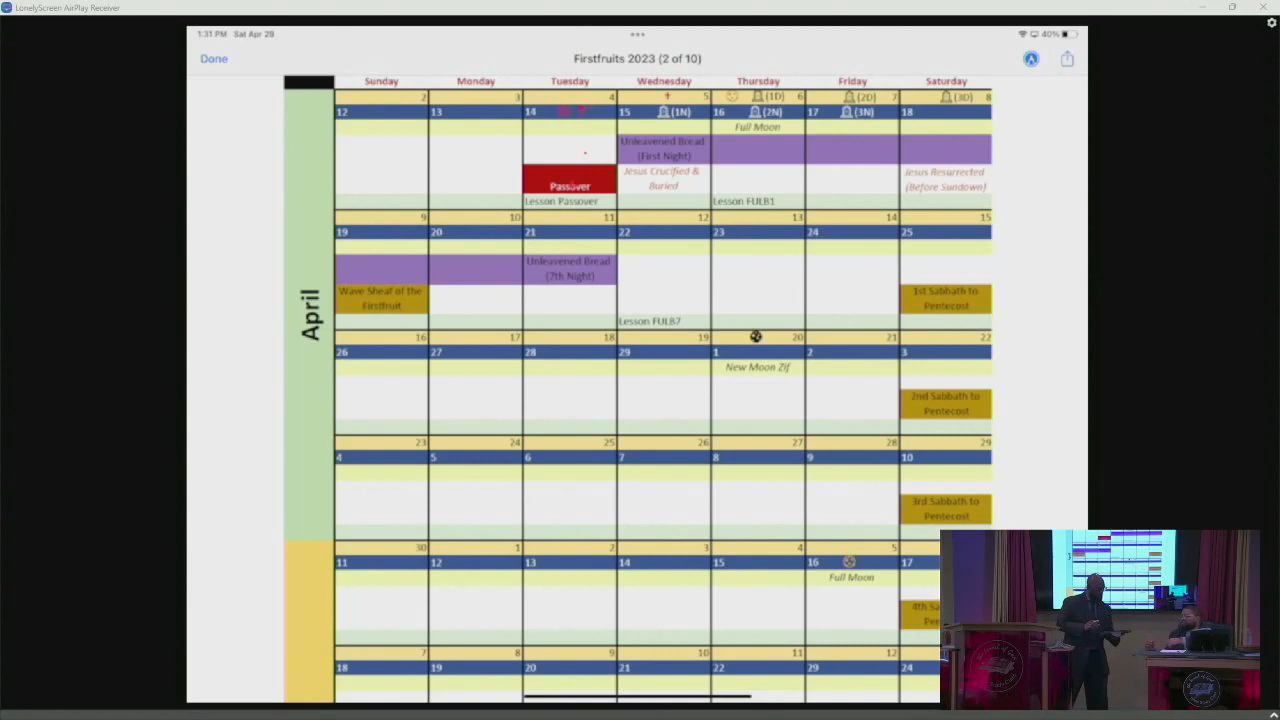 LonelyScreen AirPlay Receiver
1:31 PM Sat Apr 29
40%
Done
Firstfruits 2023 (2 of 10)
Sunday Monday Tuesday Wednesday Thursday Friday Saturday
2 3 4 5 (1D) 6 (2D) 7 (3D) 8
12 13 14 15 (1N) 16 (2N) 17 (3N) 18
Full Moon
Unleavened Bread
(First Night)
Passover
Jesus Crucified &
Buried
Jesus Resurrected
(Before Sundown)
Lesson Passover
Lesson FULB1
9 10 11 12 13 14 15
19 20 21 22 23 24 25
Unleavened Bread
(7th Night)
Wave Sheaf of the
Firstfruit
1st Sabbath to
Pentecost
Lesson FULB7
April
16 17 18 19 20 21 22
26 27 28 29 1 2 3
New Moon Zif
2nd Sabbath to
Pentecost
23 24 25 26 27 28 29
4 5 6 7 8 9 10
3rd Sabbath to
Pentecost
30 1 2 3 4 5
11 12 13 14 15 16 17
Full Moon
4th Sa
Pe
7 8 9 10 11 12
18 19 20 21 22 29 24